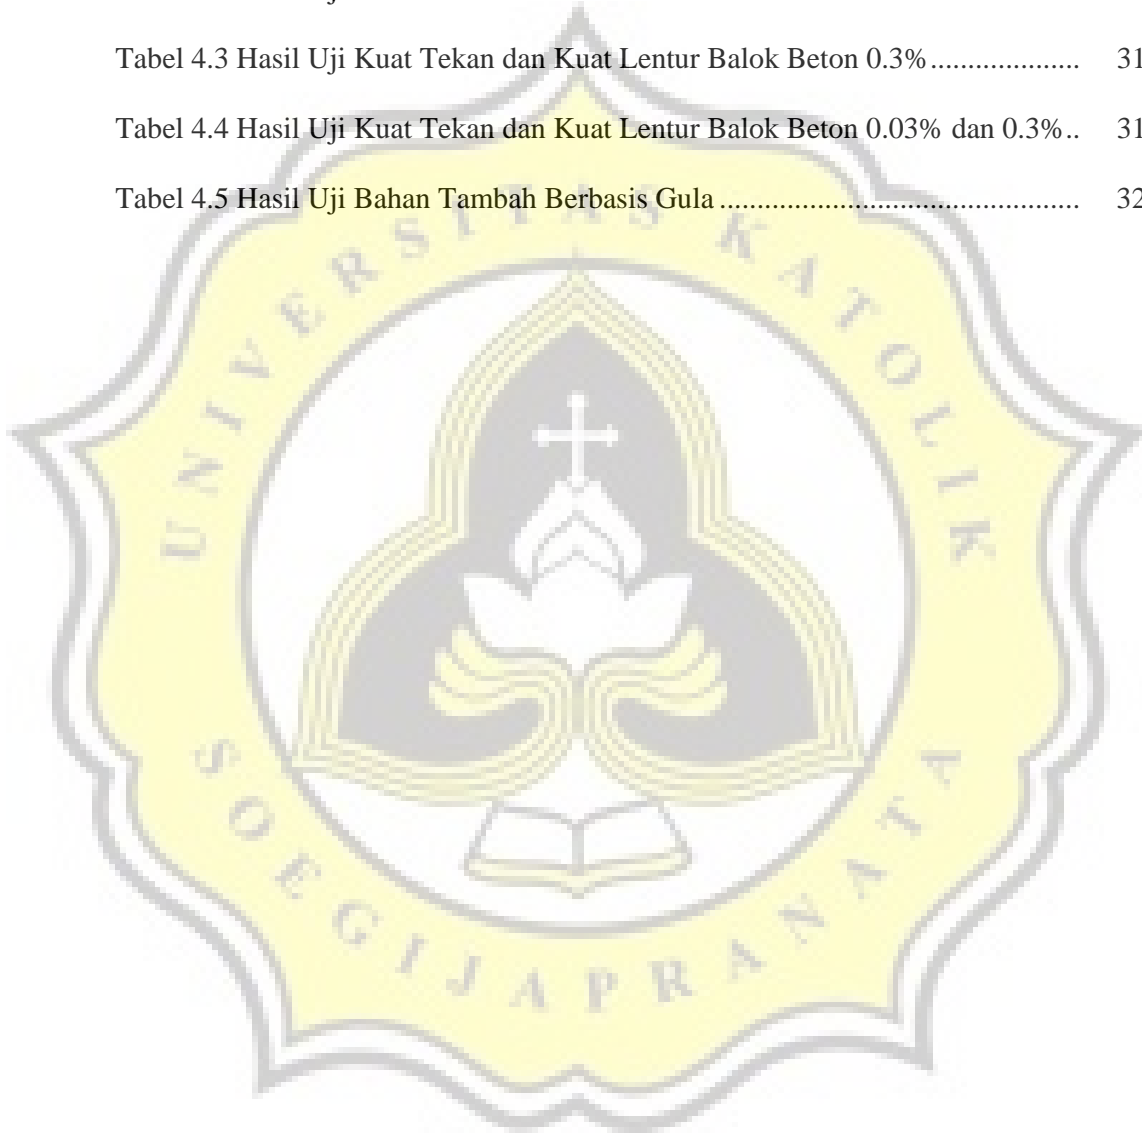 Tabel 4.3 Hasil Uji Kuat Tekan dan Kuat Lentur Balok Beton 0.3%.................... 31
Tabel 4.4 Hasil Uji Kuat Tekan dan Kuat Lentur Balok Beton 0.03% dan 0.3%.. 31
Tabel 4.5 Hasil Uji Bahan Tambah Berbasis Gula ................................................ 32
UNIVERSITAS KATOLIK
SOEGIJAPRANATA